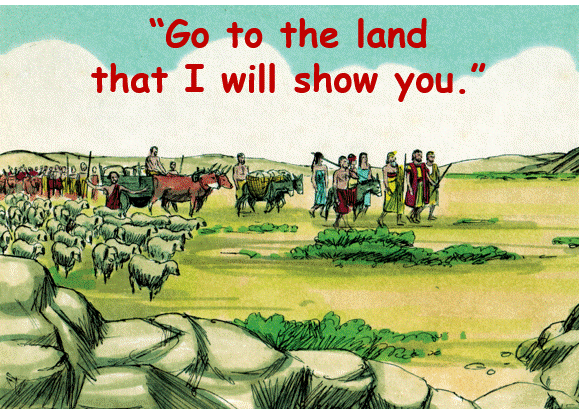 “Go to the land
that I will show you.”